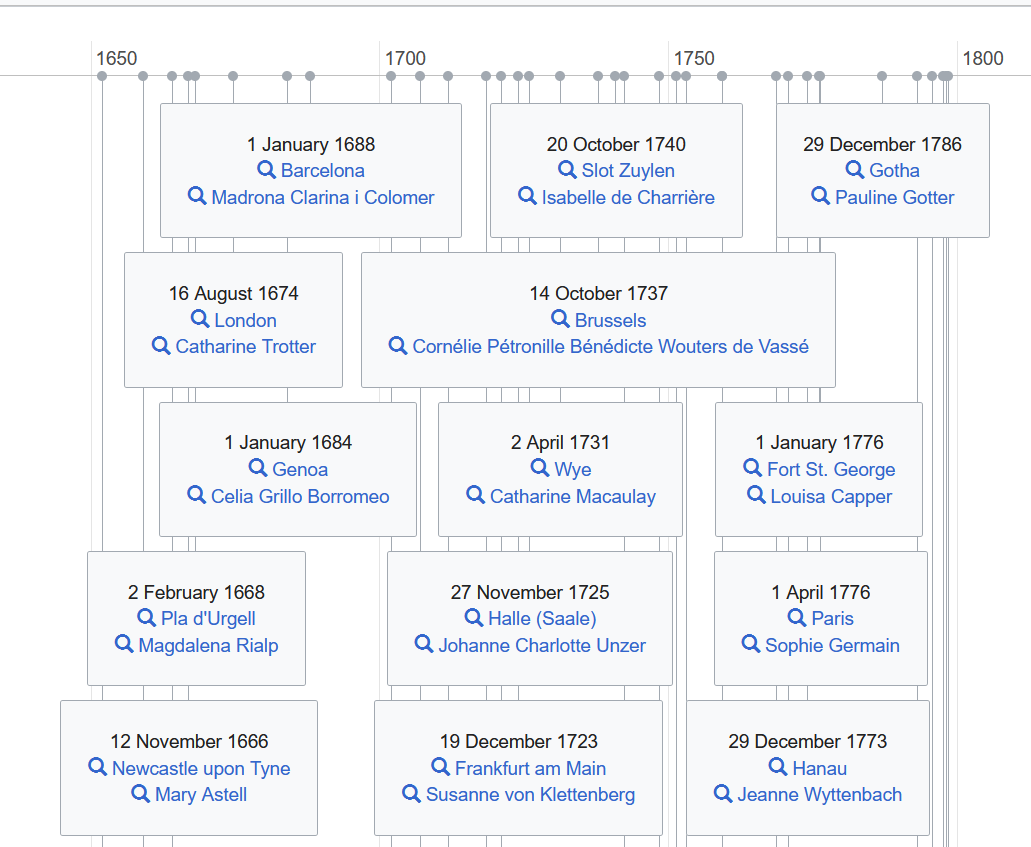 1650
1700
1750
1800
1 January 1688
Barcelona
Madrona Clarina i Colomer
20 October 1740
Slot Zuylen
Isabelle de Charrière
29 December 1786
Gotha
Pauline Gotter
16 August 1674
London
Catharine Trotter
14 October 1737
Brussels
Cornélie Pétronille Bénédicte Wouters de Vassé
1 January 1684
Genoa
Celia Grillo Borromeo
2 April 1731
Wye
Catharine Macaulay
1 January 1776
Fort St. George
Louisa Capper
2 February 1668
Pla d'Urgell
Magdalena Rialp
27 November 1725
Halle (Saale)
Johanne Charlotte Unzer
1 April 1776
Paris
Sophie Germain
12 November 1666
Newcastle upon Tyne
Mary Astell
19 December 1723
Frankfurt am Main
Susanne von Klettenberg
29 December 1773
Hanau
Jeanne Wyttenbach